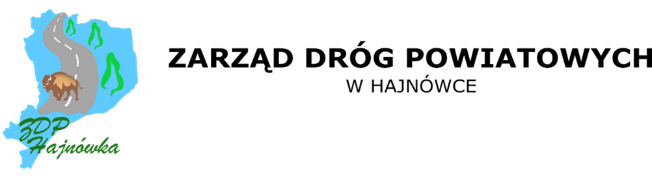 ZARZĄD DRÓG POWIATOWYCH
W HAJNÓWCE
ZDP
Hajnówka